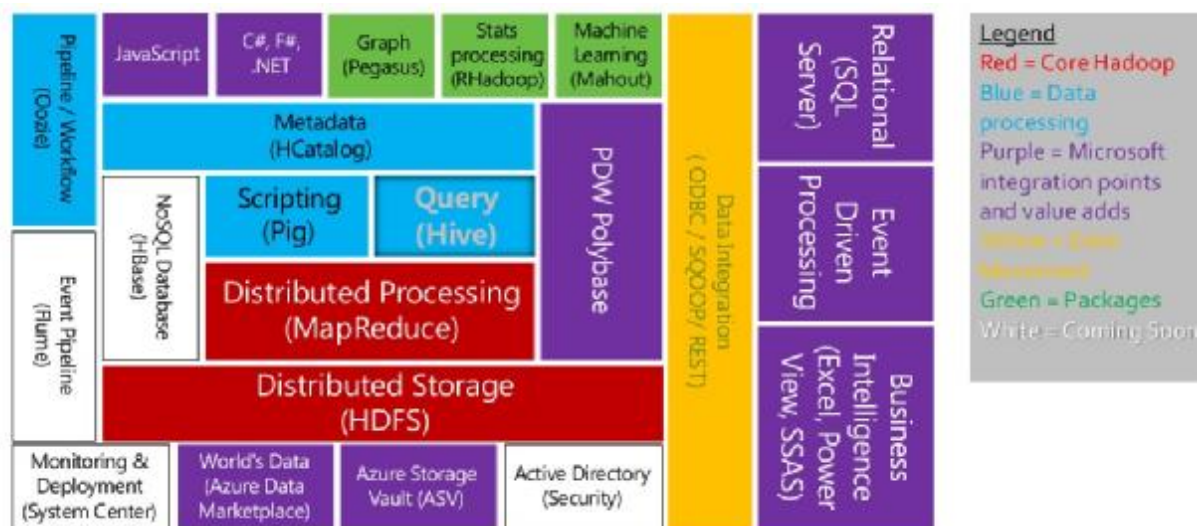 Pipeline / Workflow
(Oozie)
JavaScript
C#, F#,
.NET
Graph
(Pegasus)
Stats
processing
(RHadoop)
Machine
Learning
(Mahout)
Metadata
(HCatalog)
PDW Polybase
NoSQL Database
(HBase)
Scripting
(Pig)
Query
(Hive)
Distributed Processing
(MapReduce)
Event Pipeline
(Flume)
Distributed Storage
(HDFS)
Monitoring &
Deployment
(System Center)
World's Data
(Azure Data
Marketplace)
Azure Storage
Vault (ASV)
Active Directory
(Security)
Data Integration
( ODBC / SQOOP/ REST)
Relational
(SQL
Server)
Event
Driven
Processing
Business
Intelligence
(Excel, Power
View, SSAS)
Legend
Red = Core Hadoop
Blue = Data
processing
Purple = Microsoft
integration points
and value adds
Yellow = Data
Movement
Green = Packages
White = Coming Soon